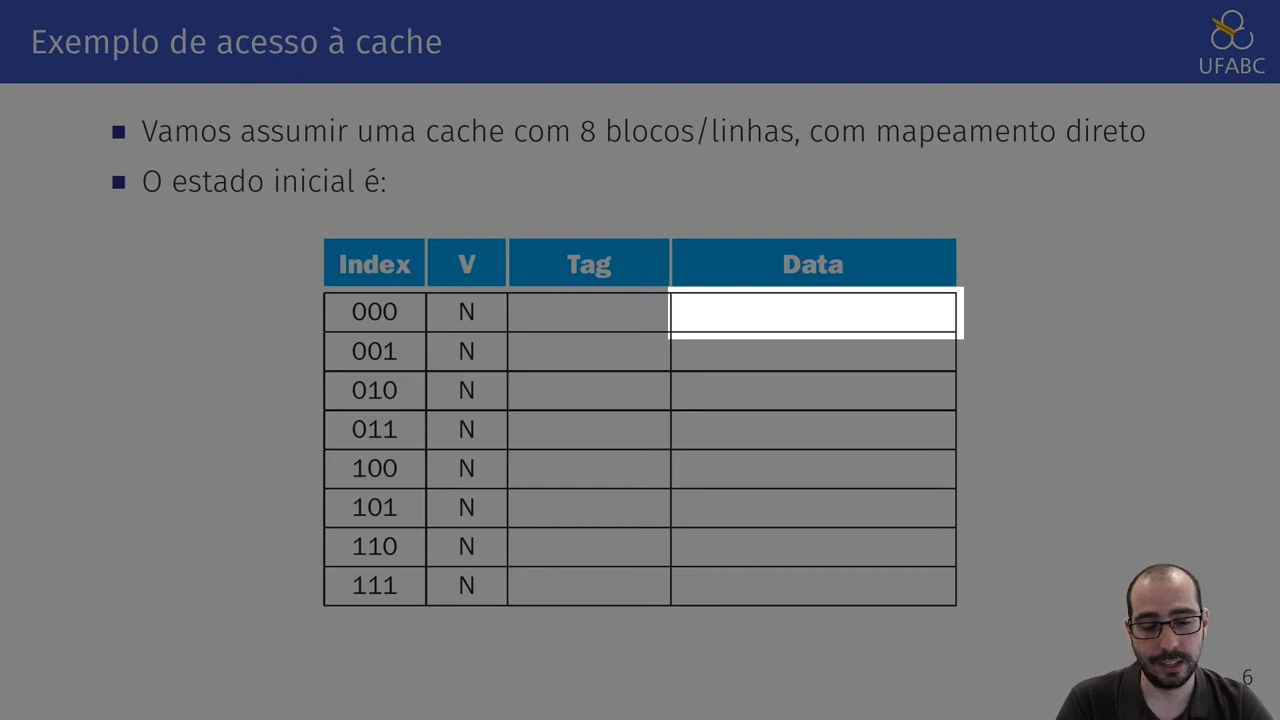 Exemplo de acesso à cache
UFABC
Vamos assumir uma cache com 8 blocos/linhas, com mapeamento direto
O estado inicial é:
Index V Tag Data
000 N
001 N
010 N
011 N
100 N
101 N
110 N
111 N
6